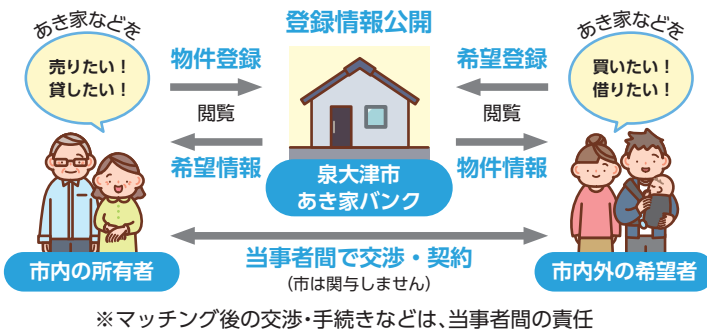 登録情報公開
あき家などを
売りたい！
貸したい！
物件登録
閲覧
希望情報
泉大津市
あき家バンク
希望登録
閲覧
物件情報
あき家などを
買いたい！
借りたい！
市内の所有者
当事者間で交渉・契約
（市は関与しません）
市内外の希望者
※マッチング後の交渉・手続きなどは、当事者間の責任